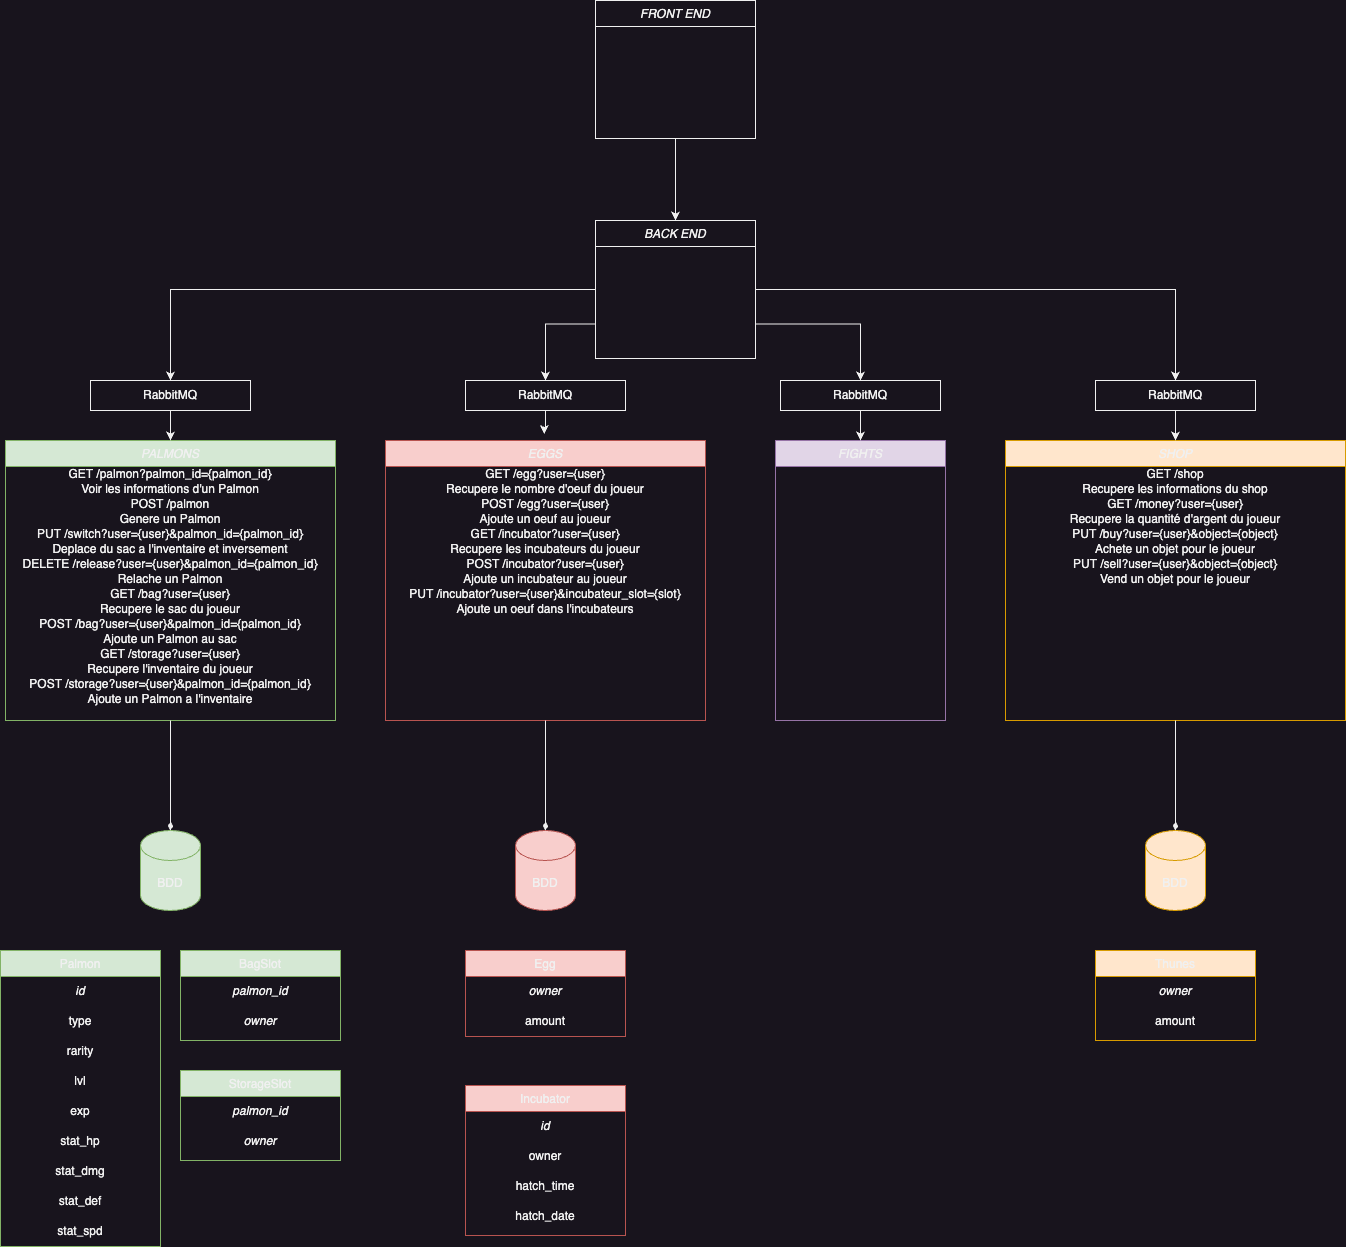 FRONT END
BACK END
RabbitMQ
RabbitMQ
RabbitMQ
RabbitMQ
PALMONS
GET /palmon?palmon_id={palmon_id}
Voir les informations d'un Palmon
POST /palmon
Genere un Palmon
PUT /switch?user={user}&palmon_id={palmon_id}
Deplace du sac a l'inventaire et inversement
DELETE /release?user={user}&palmon_id={palmon_id}
Relache un Palmon
GET /bag?user={user}
Recupere le sac du joueur
POST /bag?user={user}&palmon_id={palmon_id}
Ajoute un Palmon au sac
GET /storage?user={user}
Recupere l'inventaire du joueur
POST /storage?user={user}&palmon_id={palmon_id}
Ajoute un Palmon a l'inventaire
EGGS
GET /egg?user={user}
Recupere le nombre d'oeuf du joueur
POST /egg?user={user}
Ajoute un oeuf au joueur
GET /incubator?user={user}
Recupere les incubateurs du joueur
POST /incubator?user={user}
Ajoute un incubateur au joueur
PUT /incubator?user={user}&incubateur_slot={slot}
Ajoute un oeuf dans l'incubateurs
FIGHTS
SHOP
GET /shop
Recupere les informations du shop
GET /money?user={user}
Recupere la quantité d'argent du joueur
PUT /buy?user={user}&object={object}
Achete un objet pour le joueur
PUT /sell?user={user}&object={object}
Vend un objet pour le joueur
BDD
BDD
BDD
Palmon
id
type
rarity
lvl
exp
stat_hp
stat_dmg
stat_def
stat_spd
BagSlot
palmon_id
owner
StorageSlot
palmon_id
owner
Egg
owner
amount
Incubator
id
owner
hatch_time
hatch_date
owner
amount